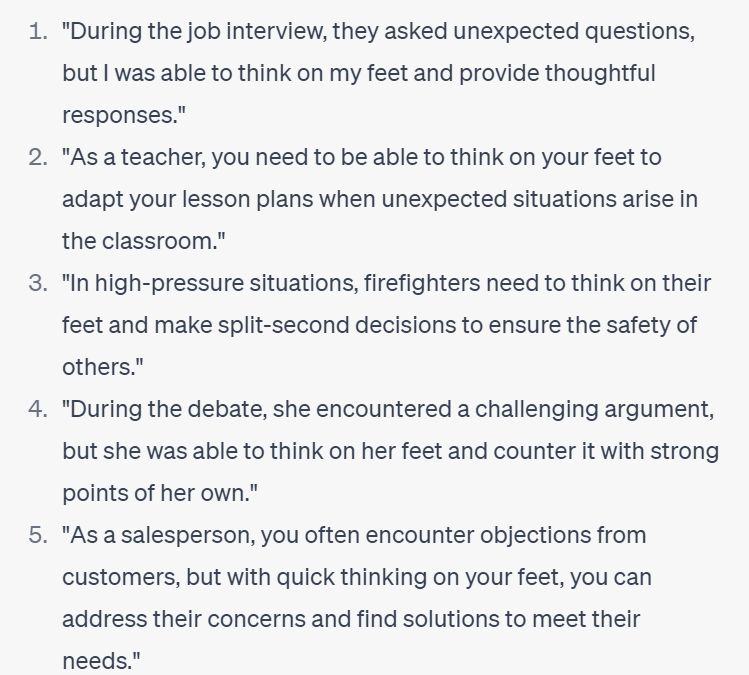 1. "During the job interview, they asked unexpected questions,
but I was able to think on my feet and provide thoughtful
responses."
2. "As a teacher, you need to be able to think on your feet to
adapt your lesson plans when unexpected situations arise in
the classroom."
3. "In high-pressure situations, firefighters need to think on their
feet and make split-second decisions to ensure the safety of
others."
4. "During the debate, she encountered a challenging argument,
but she was able to think on her feet and counter it with strong
points of her own."
5. "As a salesperson, you often encounter objections from
customers, but with quick thinking on your feet, you can
address their concerns and find solutions to meet their
needs."